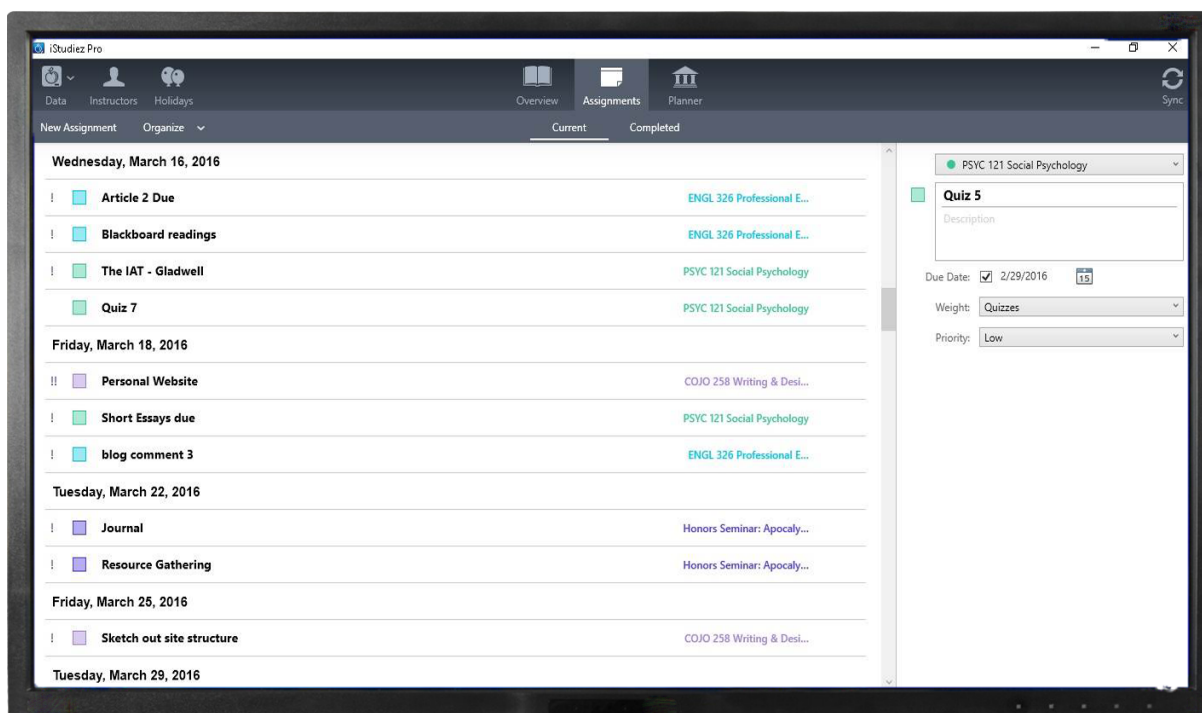 iStudiez Pro
Data Instructors Holidays Overview Assignments Planner Sync
New Assignment Organize Current Completed
Wednesday, March 16, 2016
! Article 2 Due ENGL 326 Professional E...
! Blackboard readings ENGL 326 Professional E...
! The IAT - Gladwell PSYC 121 Social Psychology
Quiz 7 PSYC 121 Social Psychology
Friday, March 18, 2016
!! Personal Website COJO 258 Writing & Desi...
! Short Essays due PSYC 121 Social Psychology
! blog comment 3 ENGL 326 Professional E...
Tuesday, March 22, 2016
! Journal Honors Seminar: Apocaly...
! Resource Gathering Honors Seminar: Apocaly...
Friday, March 25, 2016
! Sketch out site structure COJO 258 Writing & Desi...
Tuesday, March 29, 2016
PSYC 121 Social Psychology
Quiz 5
Description
Due Date: 2/29/2016 15
Weight: Quizzes
Priority: Low